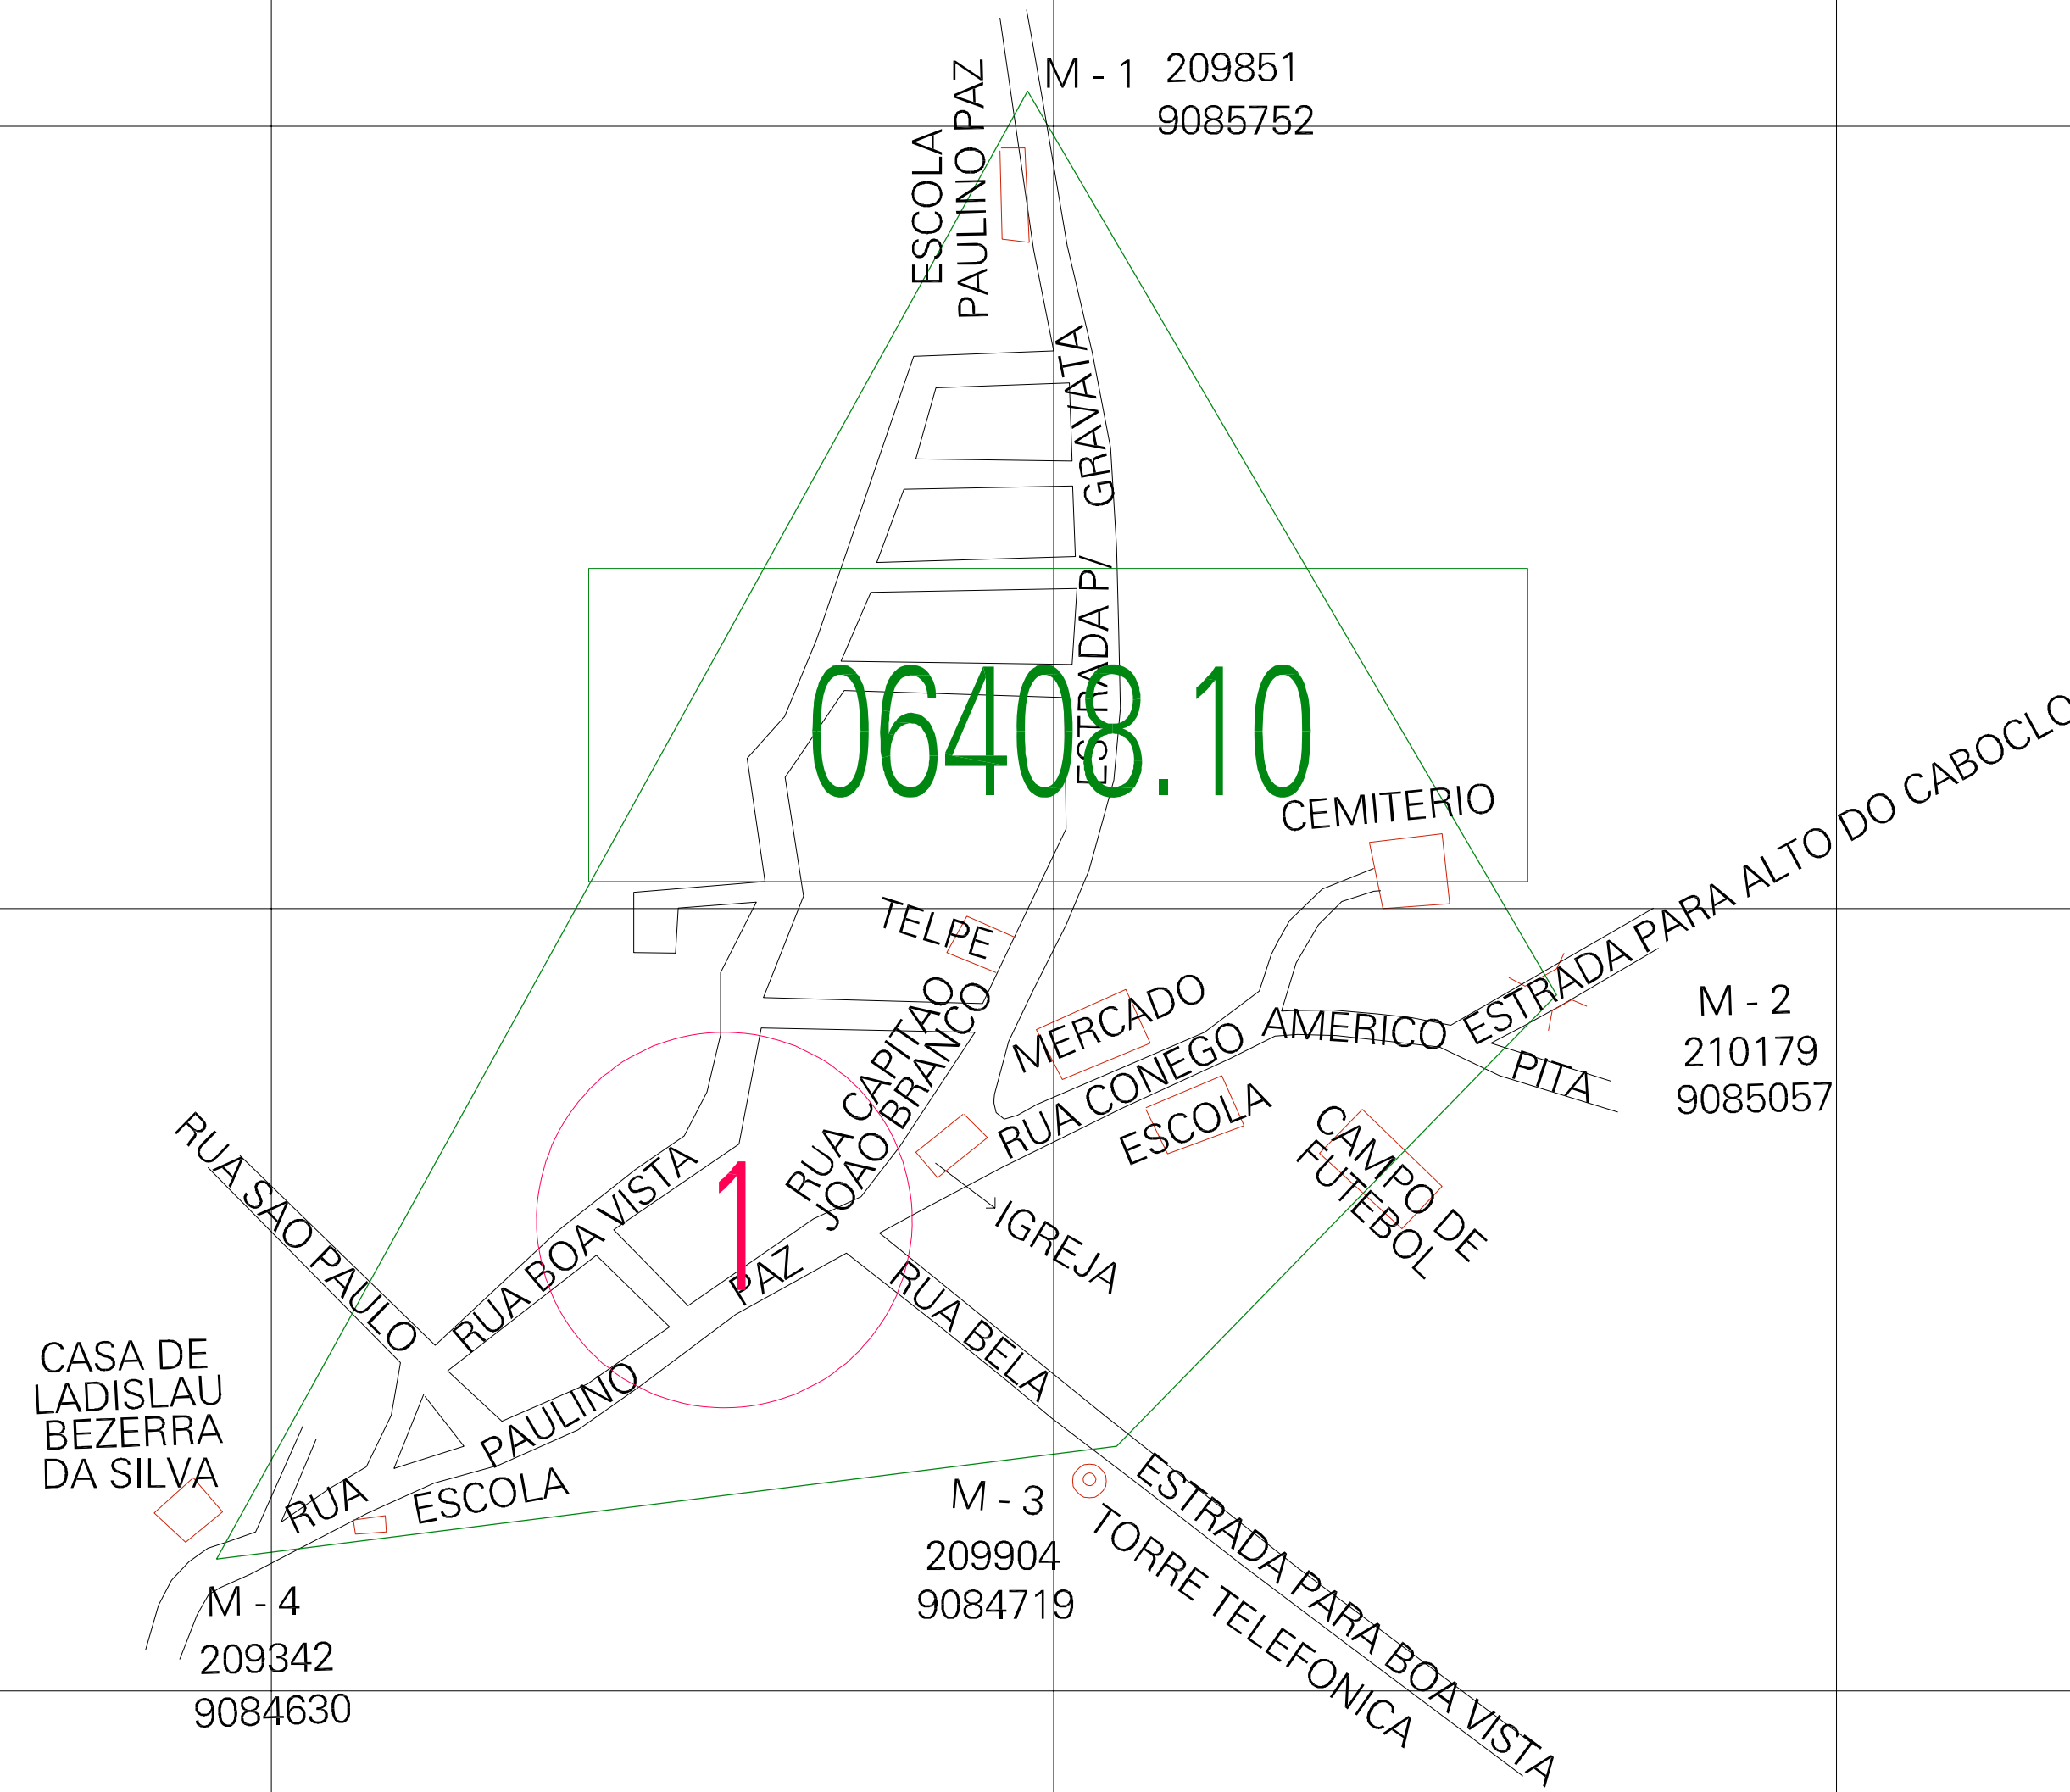 M - 1
209851
9085752
ESCOLA
PAULINO PAZ
ESTRADA P/ GRAVATA
06408.10
CEMITERIO
ESTRADA PARA ALTO DO CABOCLO
TELPE
MERCADO
RUA CAPITAO
JOAO BRANCO
RUA CONEGO AMERICO PITA
M - 2
210179
9085057
ESCOLA
CAMPO DE
FUTEBOL
RUA SAO PAULO
RUA BOA VISTA
1
IGREJA
RUA BELA
RUA PAULINO PAZ
CASA DE
LADISLAU
BEZERRA
DA SILVA
ESCOLA
M - 3
209904
9084719
ESTRADA PARA BOA VISTA
TORRE TELEFONICA
M - 4
209342
9084630